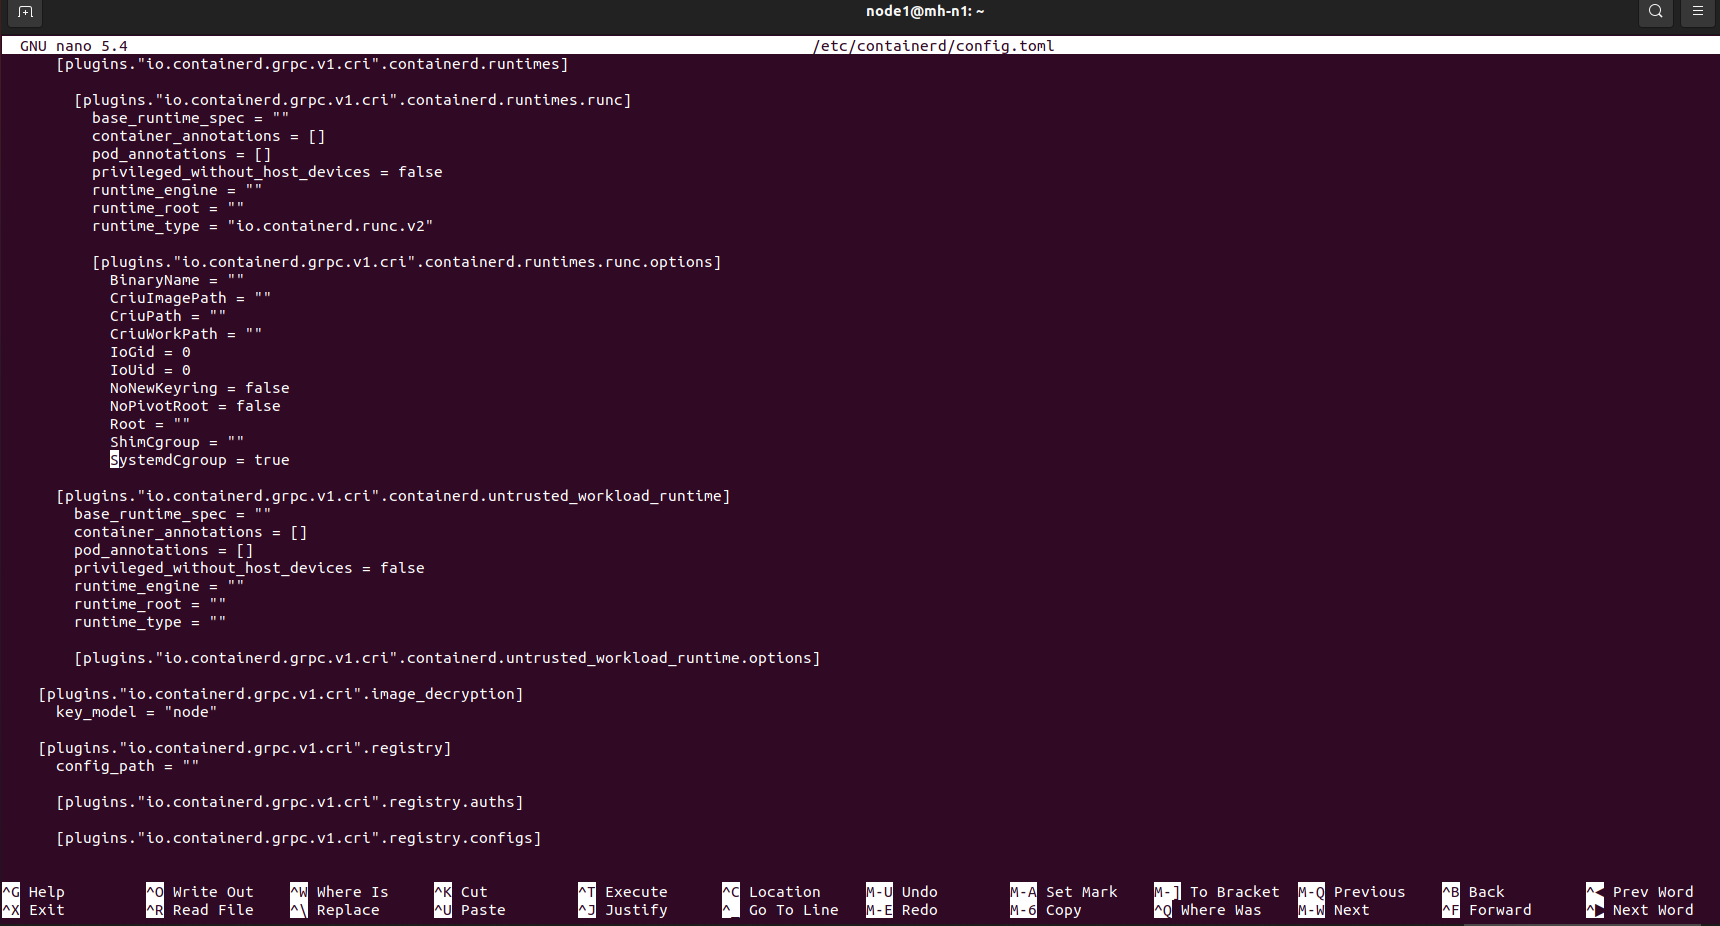 node1@mh-n1: ~
GNU nano 5.4 /etc/containerd/config.toml
[plugins."io.containerd.grpc.v1.cri".containerd.runtimes]
[plugins."io.containerd.grpc.v1.cri".containerd.runtimes.runc]
base_runtime_spec = ""
container_annotations = []
pod_annotations = []
privileged_without_host_devices = false
runtime_engine = ""
runtime_root = ""
runtime_type = "io.containerd.runc.v2"
[plugins."io.containerd.grpc.v1.cri".containerd.runtimes.runc.options]
BinaryName = ""
CriuImagePath = ""
CriuPath = ""
CriuWorkPath = ""
IoGid = 0
IoUid = 0
NoNewKeyring = false
NoPivotRoot = false
Root = ""
ShimCgroup = ""
SystemdCgroup = true
[plugins."io.containerd.grpc.v1.cri".containerd.untrusted_workload_runtime]
base_runtime_spec = ""
container_annotations = []
pod_annotations = []
privileged_without_host_devices = false
runtime_engine = ""
runtime_root = ""
runtime_type = ""
[plugins."io.containerd.grpc.v1.cri".containerd.untrusted_workload_runtime.options]
[plugins."io.containerd.grpc.v1.cri".image_decryption]
key_model = "node"
[plugins."io.containerd.grpc.v1.cri".registry]
config_path = ""
[plugins."io.containerd.grpc.v1.cri".registry.auths]
[plugins."io.containerd.grpc.v1.cri".registry.configs]
^G Help ^O Write Out ^W Where Is ^K Cut ^T Execute ^C Location M-U Undo M-A Set Mark M-] To Bracket M-Q Previous ^B Back ^◀ Prev Word
^X Exit ^R Read File ^\ Replace ^U Paste ^J Justify ^_ Go To Line M-E Redo M-6 Copy ^Q Where Was M-W Next ^F Forward ^▶ Next Word